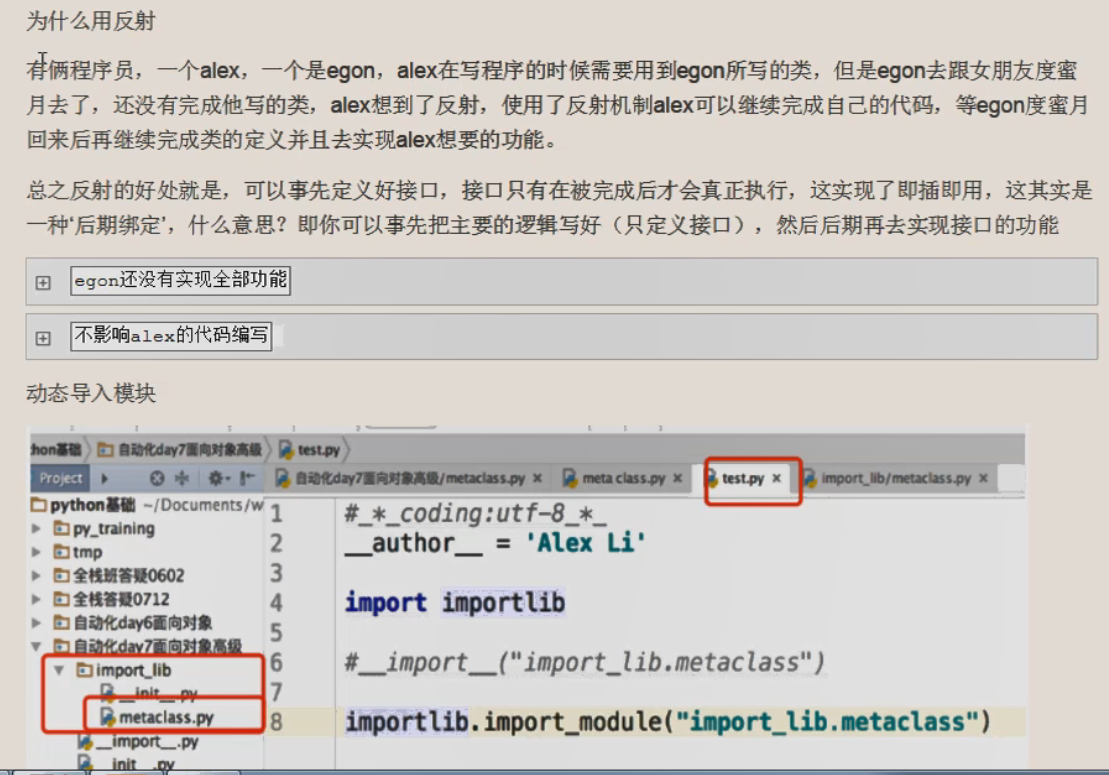 为什么用反射
有俩程序员，一个alex，一个是egon，alex在写程序的时候需要用到egon所写的类，但是egon去跟女朋友度蜜
月去了，还没有完成他写的类，alex想到了反射，使用了反射机制alex可以继续完成自己的代码，等egon度蜜月
回来后再继续完成类的定义并且去实现alex想要的功能。
总之反射的好处就是，可以事先定义好接口，接口只有在被完成后才会真正执行，这实现了即插即用，这其实是
一种‘后期绑定’，什么意思？即你可以事先把主要的逻辑写好（只定义接口），然后后期再去实现接口的功能
egon还没有实现全部功能
不影响alex的代码编写
动态导入模块
thon基础 自动化day7面向对象高级 test.py
Project 自动化day7面向对象高级/metaclass.py meta class.py test.py import_lib/metaclass.py
python基础 ~/Documents/w
py_training
tmp
全栈班答疑0602
全栈答疑0712
自动化day6面向对象
自动化day7面向对象高级
import_lib
__init__.py
metaclass.py
__import__.py
__init__.py
1 #_*_coding:utf-8_*_
2 __author__ = 'Alex Li'
3
4 import importlib
5
6 #__import__("import_lib.metaclass")
7
8 importlib.import_module("import_lib.metaclass")